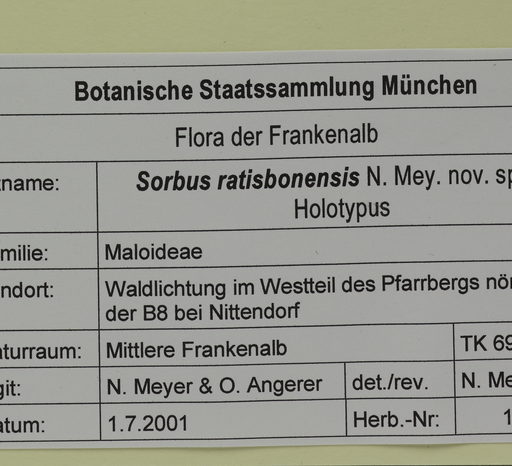 Botanische Staatssammlung München
Flora der Frankenalb
name: Sorbus ratisbonensis N. Mey. nov. sp
Holotypus
milie: Maloideae
ndort: Waldlichtung im Westteil des Pfarrbergs nör
der B8 bei Nittendorf
aturraum: Mittlere Frankenalb TK 69
git: N. Meyer & O. Angerer det./rev. N. Me
atum: 1.7.2001 Herb.-Nr: 1